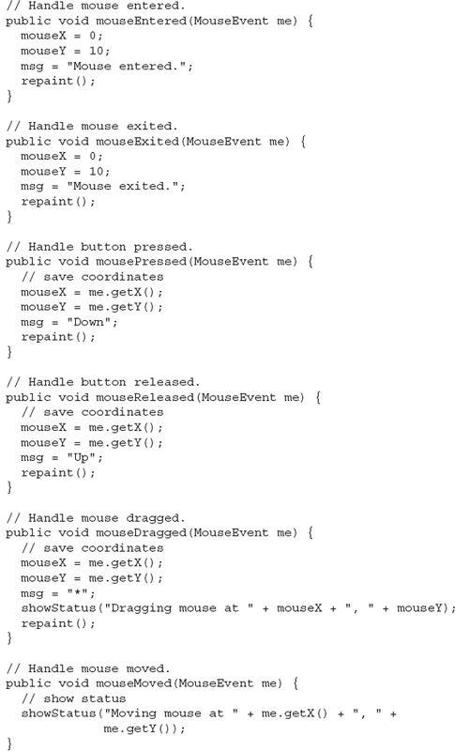 // Handle mouse entered.
public void mouseEntered(MouseEvent me) {
  mouseX = 0;
  mouseY = 10;
  msg = "Mouse entered.";
  repaint();
}

// Handle mouse exited.
public void mouseExited(MouseEvent me) {
  mouseX = 0;
  mouseY = 10;
  msg = "Mouse exited.";
  repaint();
}

// Handle button pressed.
public void mousePressed(MouseEvent me) {
  // save coordinates
  mouseX = me.getX();
  mouseY = me.getY();
  msg = "Down";
  repaint();
}

// Handle button released.
public void mouseReleased(MouseEvent me) {
  // save coordinates
  mouseX = me.getX();
  mouseY = me.getY();
  msg = "Up";
  repaint();
}

// Handle mouse dragged.
public void mouseDragged(MouseEvent me) {
  // save coordinates
  mouseX = me.getX();
  mouseY = me.getY();
  msg = "*";
  showStatus("Dragging mouse at " + mouseX + ", " + mouseY);
  repaint();
}

// Handle mouse moved.
public void mouseMoved(MouseEvent me) {
  // show status
  showStatus("Moving mouse at " + me.getX() + ", " +
             me.getY());
}